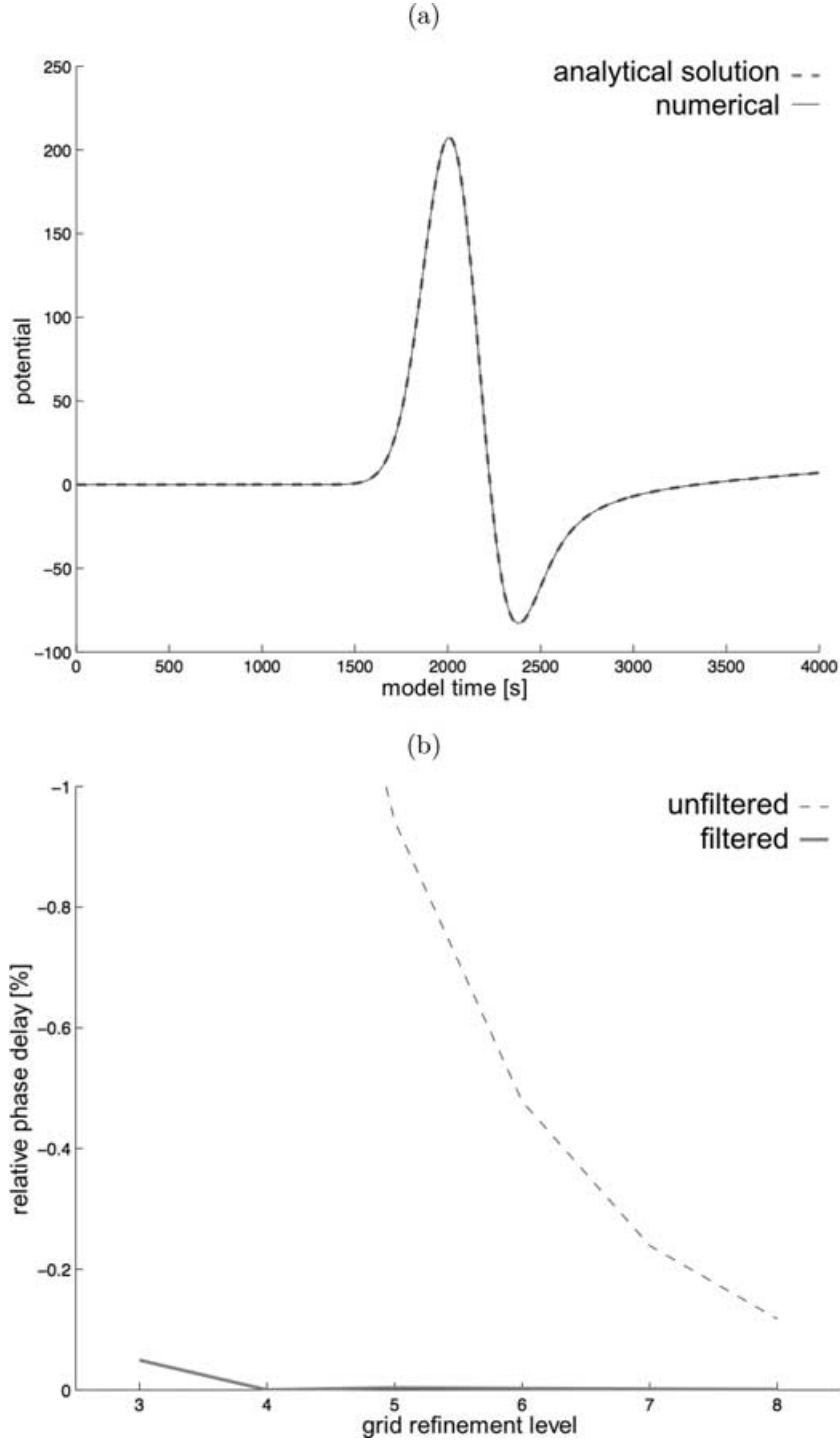 (a)
analytical solution
numerical
250
200
150
100
50
0
−50
−100
potential
0 500 1000 1500 2000 2500 3000 3500 4000
model time [s]
(b)
unfiltered
filtered
−1
−0.8
−0.6
−0.4
−0.2
0
relative phase delay [%]
3 4 5 6 7 8
grid refinement level